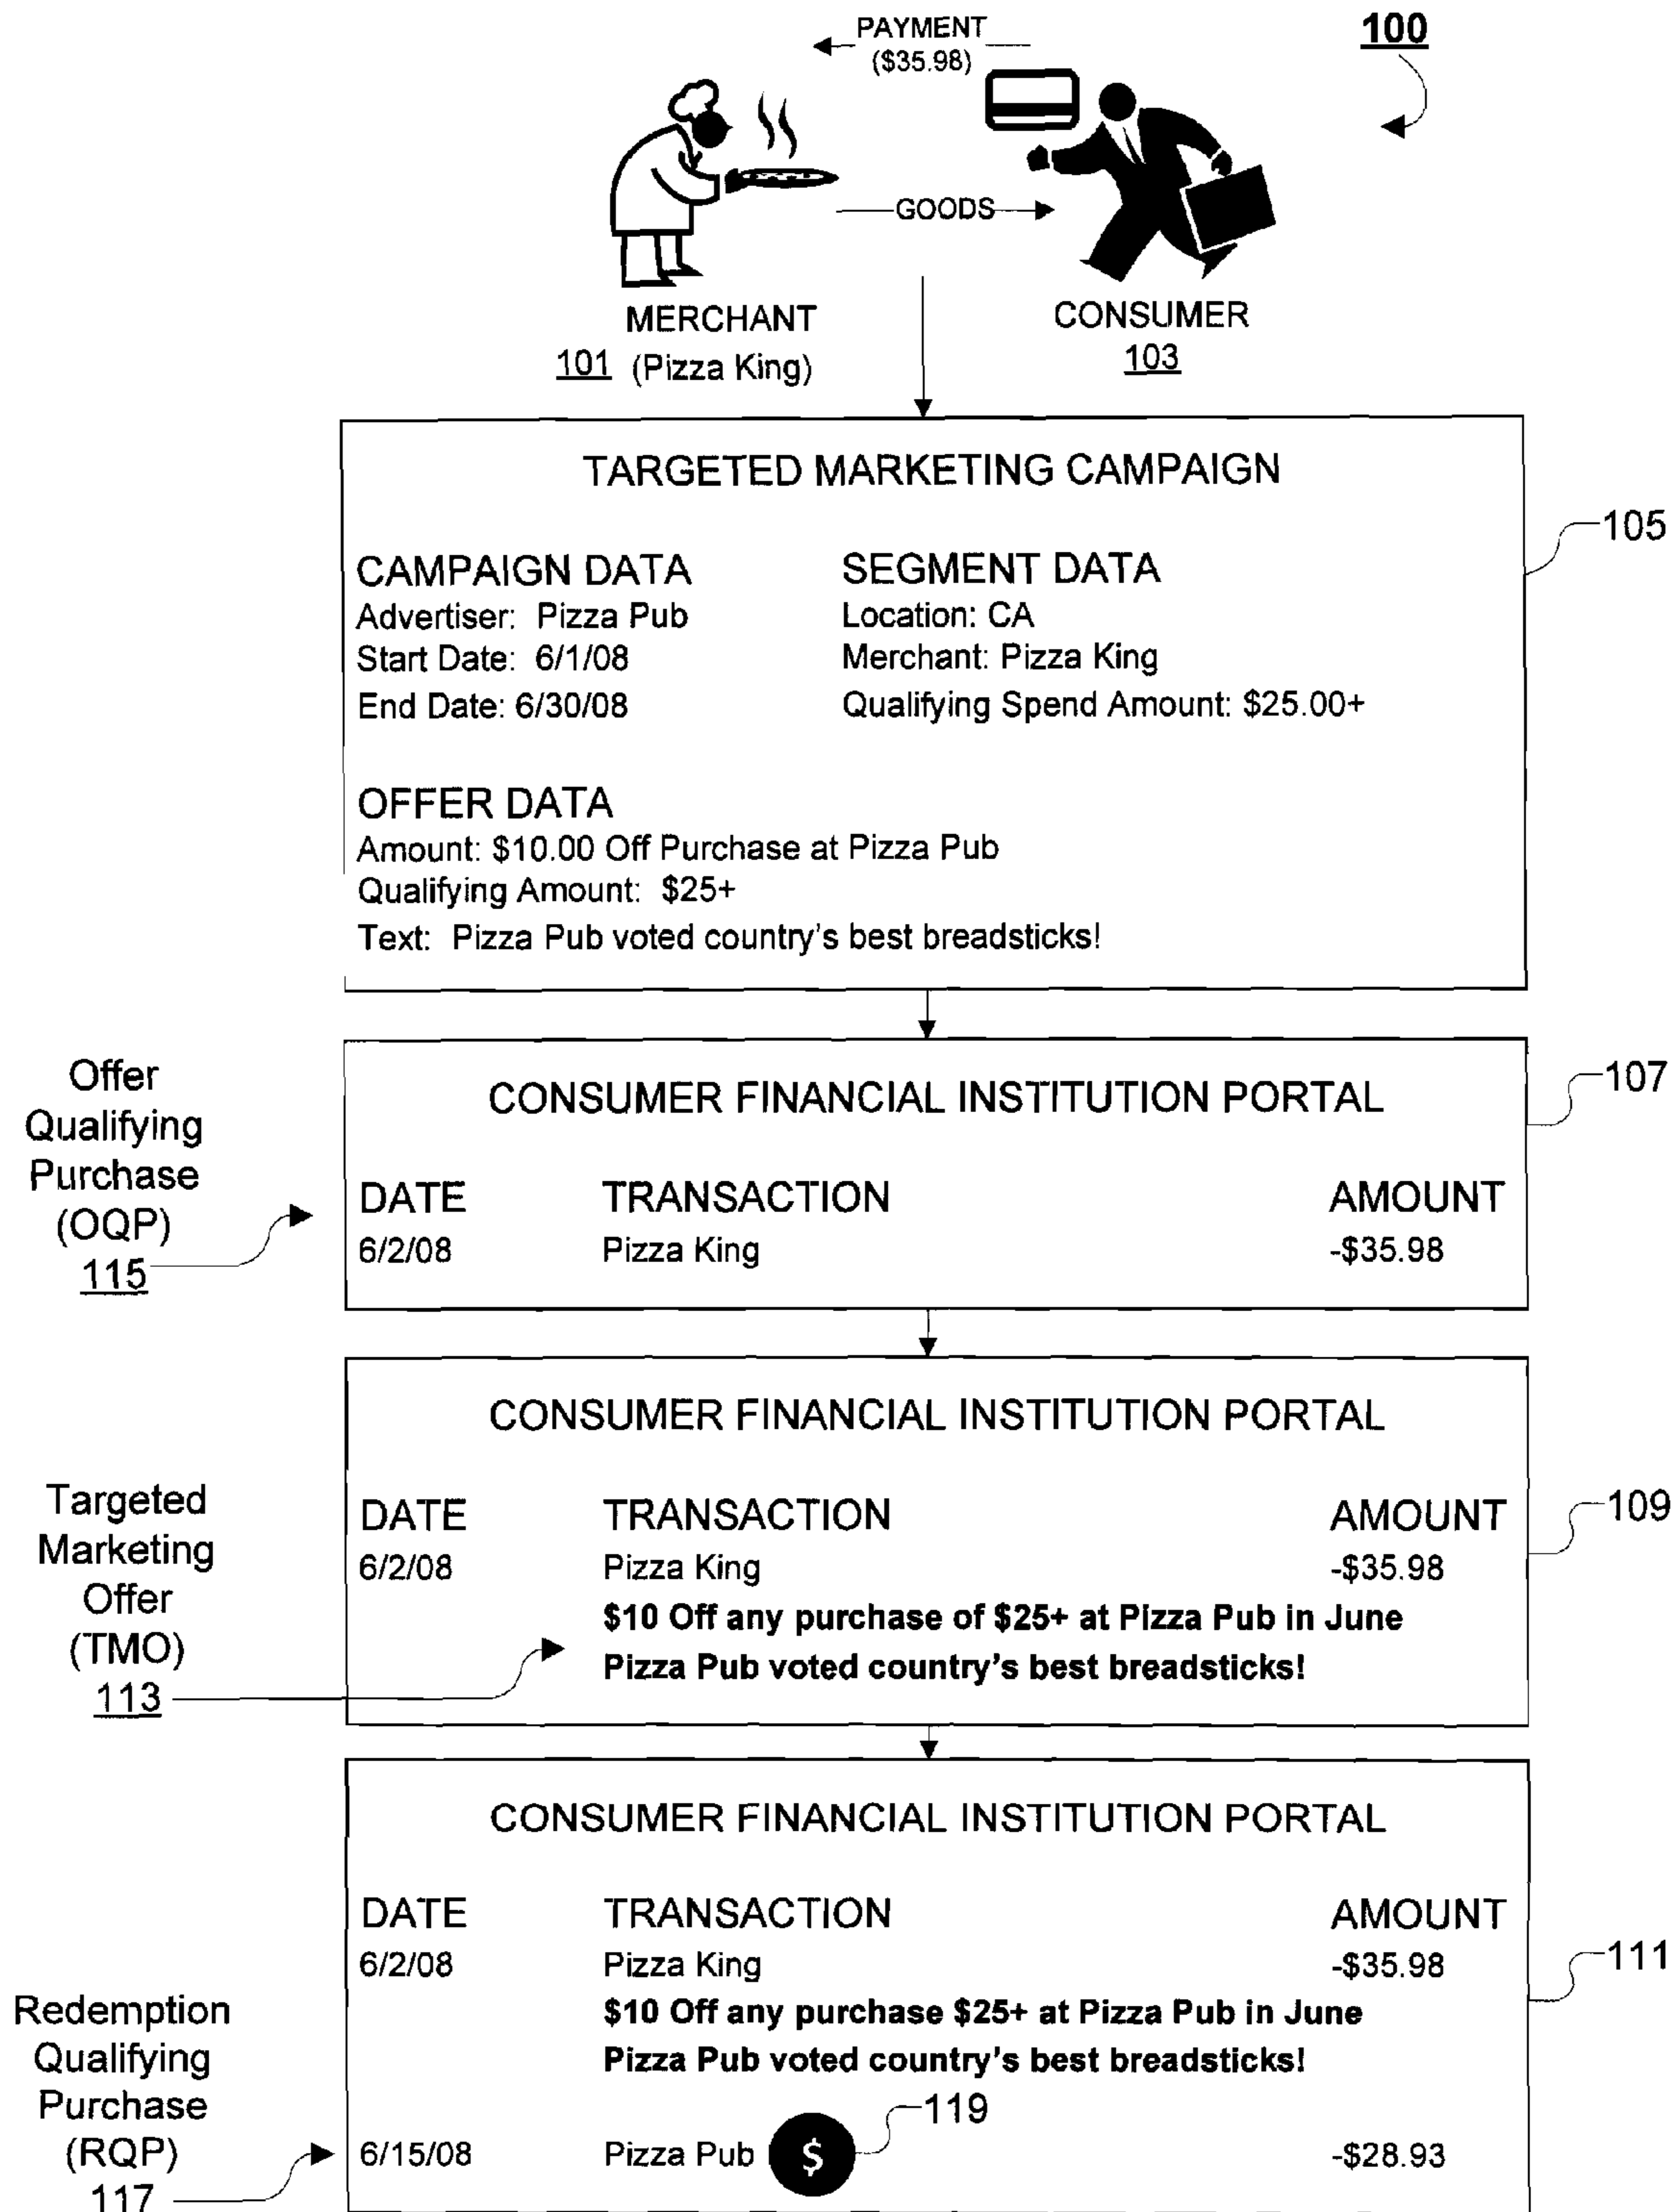 PAYMENT
($35.98)
100
GOODS
MERCHANT
101 (Pizza King)
CONSUMER
103
TARGETED MARKETING CAMPAIGN
105
CAMPAIGN DATA
Advertiser: Pizza Pub
Start Date: 6/1/08
End Date: 6/30/08
SEGMENT DATA
Location: CA
Merchant: Pizza King
Qualifying Spend Amount: $25.00+
OFFER DATA
Amount: $10.00 Off Purchase at Pizza Pub
Qualifying Amount: $25+
Text: Pizza Pub voted country's best breadsticks!
Offer
Qualifying
Purchase
(OQP)
115
CONSUMER FINANCIAL INSTITUTION PORTAL
107
DATE TRANSACTION AMOUNT
6/2/08 Pizza King -$35.98
Targeted
Marketing
Offer
(TMO)
113
CONSUMER FINANCIAL INSTITUTION PORTAL
109
DATE TRANSACTION AMOUNT
6/2/08 Pizza King -$35.98
$10 Off any purchase of $25+ at Pizza Pub in June
Pizza Pub voted country's best breadsticks!
Redemption
Qualifying
Purchase
(RQP)
117
CONSUMER FINANCIAL INSTITUTION PORTAL
111
DATE TRANSACTION AMOUNT
6/2/08 Pizza King -$35.98
$10 Off any purchase $25+ at Pizza Pub in June
Pizza Pub voted country's best breadsticks!
119
6/15/08 Pizza Pub $ -$28.93